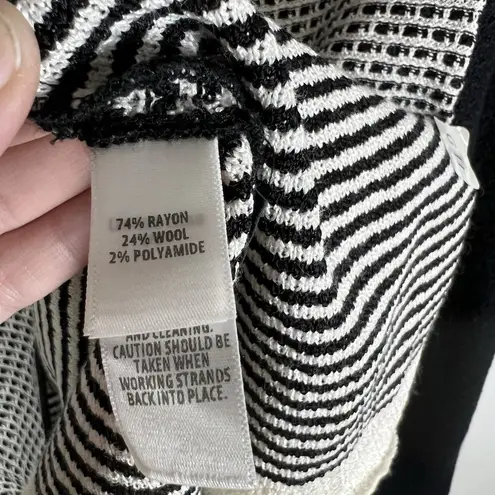 74% RAYON
24% WOOL
2% POLYAMIDE
AND CLEANING.
CAUTION SHOULD BE
TAKEN WHEN
WORKING STRANDS
BACK INTO PLACE.